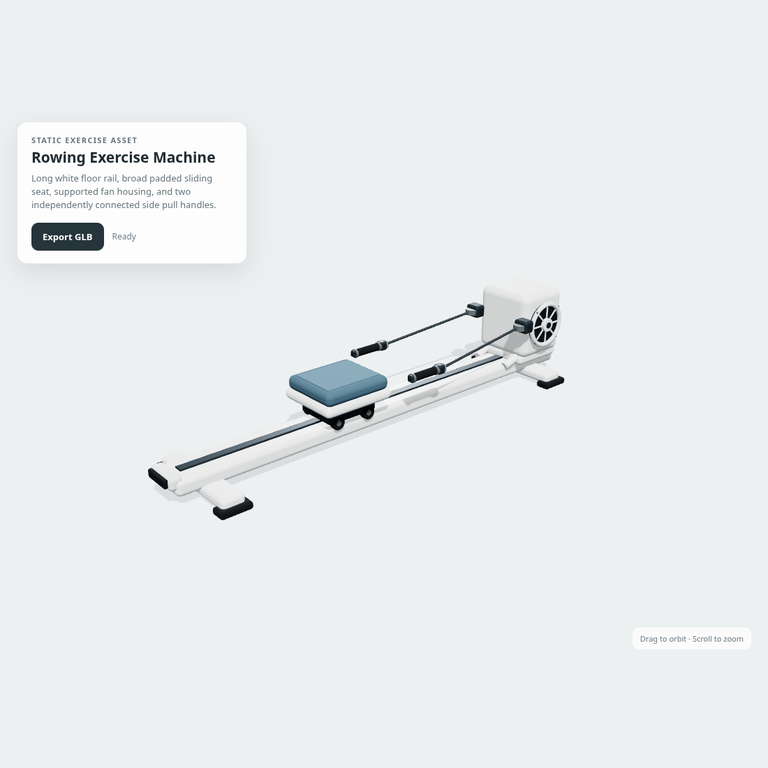 STATIC EXERCISE ASSET
Rowing Exercise Machine
Long white floor rail, broad padded sliding
seat, supported fan housing, and two
independently connected side pull handles.
Export GLB
Ready
Drag to orbit · Scroll to zoom